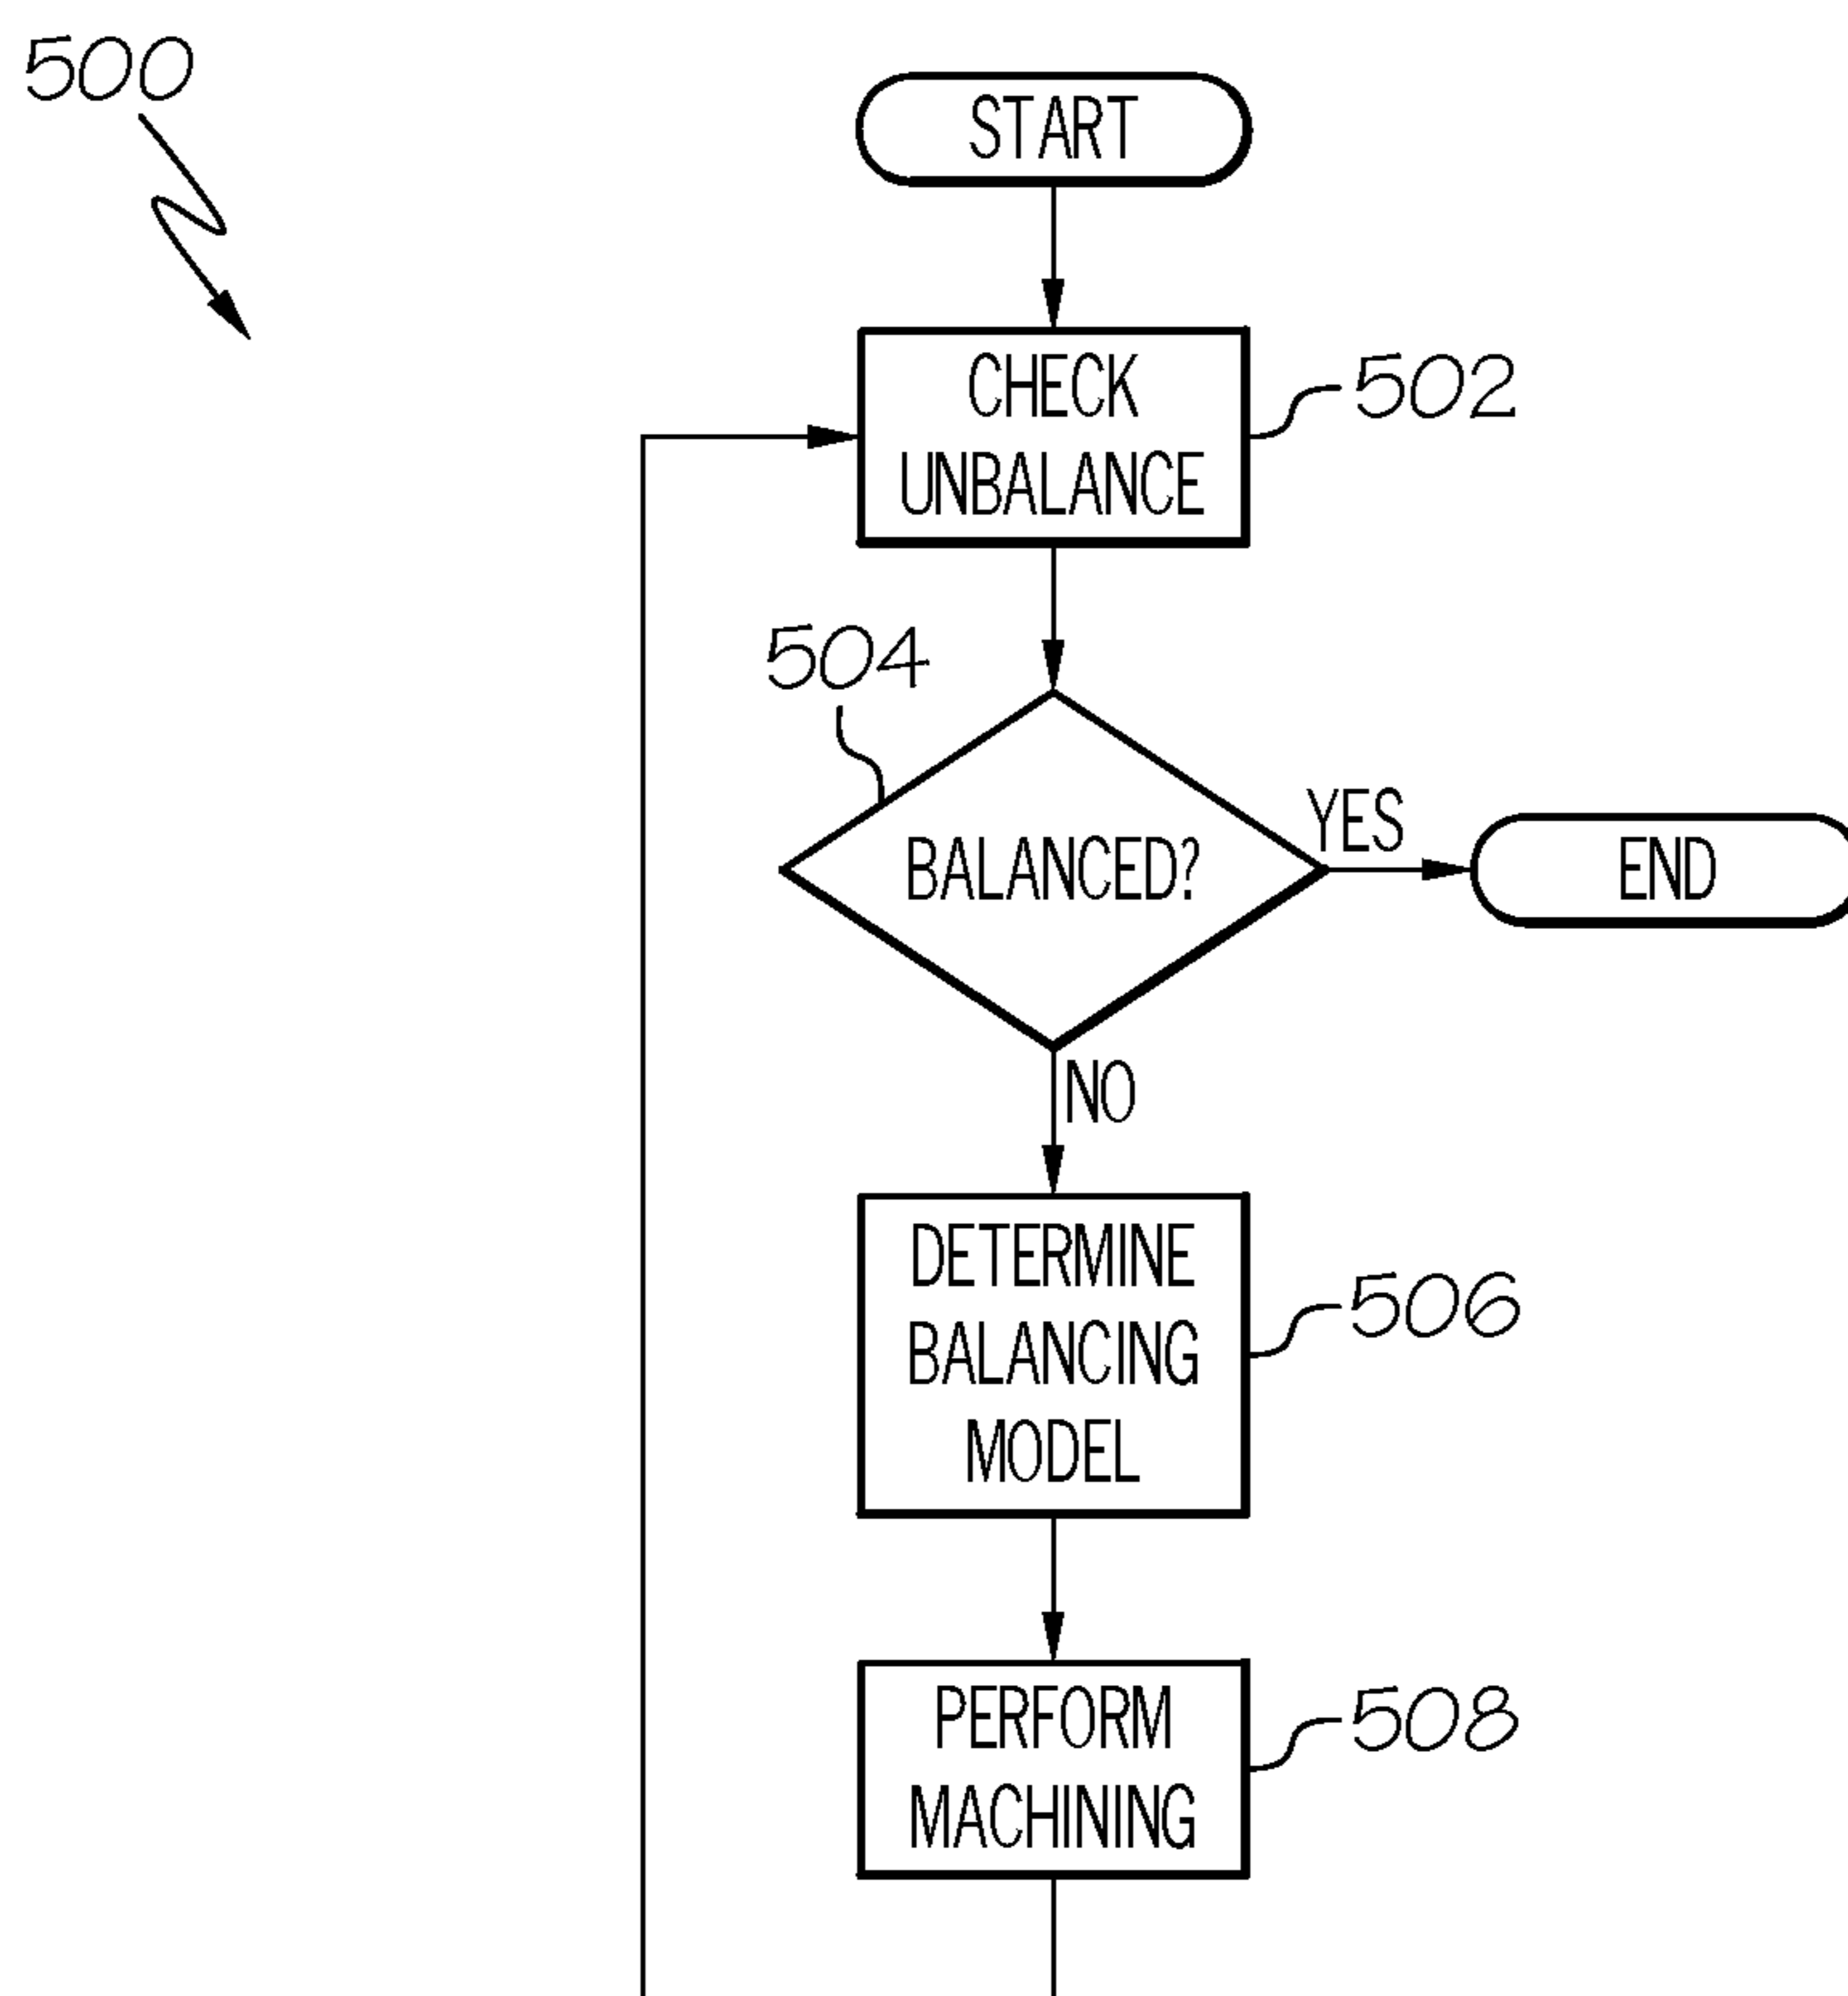 500
START
CHECK
UNBALANCE
502
504
BALANCED?
YES
END
NO
DETERMINE
BALANCING
MODEL
506
PERFORM
MACHINING
508